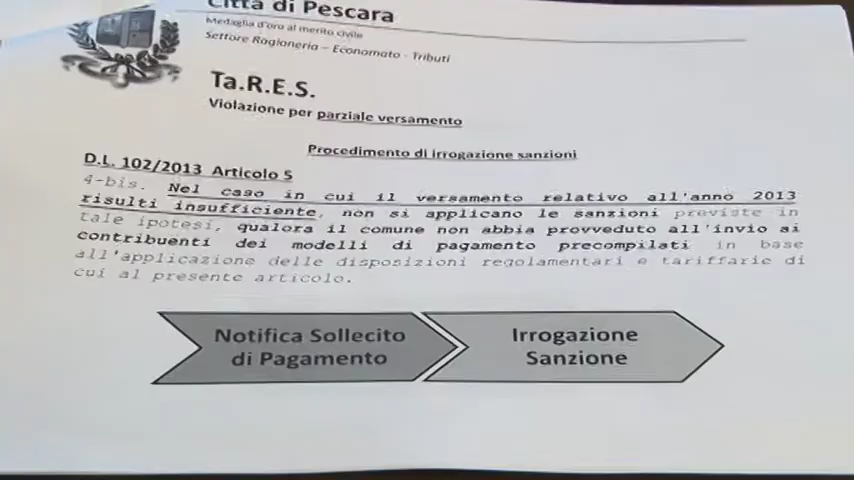 Città di Pescara
Medaglia d'oro al merito civile
Settore Ragioneria – Economato - Tributi
Ta.R.E.S.
Violazione per parziale versamento
Procedimento di irrogazione sanzioni
D.L. 102/2013 Articolo 5
4-bis. Nel caso in cui il versamento relativo all'anno 2013
risulti insufficiente, non si applicano le sanzioni previste in
tale ipotesi, qualora il comune non abbia provveduto all'invio ai
contribuenti dei modelli di pagamento precompilati in base
all'applicazione delle disposizioni regolamentari e tariffarie di
cui al presente articolo.
Notifica Sollecito
di Pagamento
Irrogazione
Sanzione